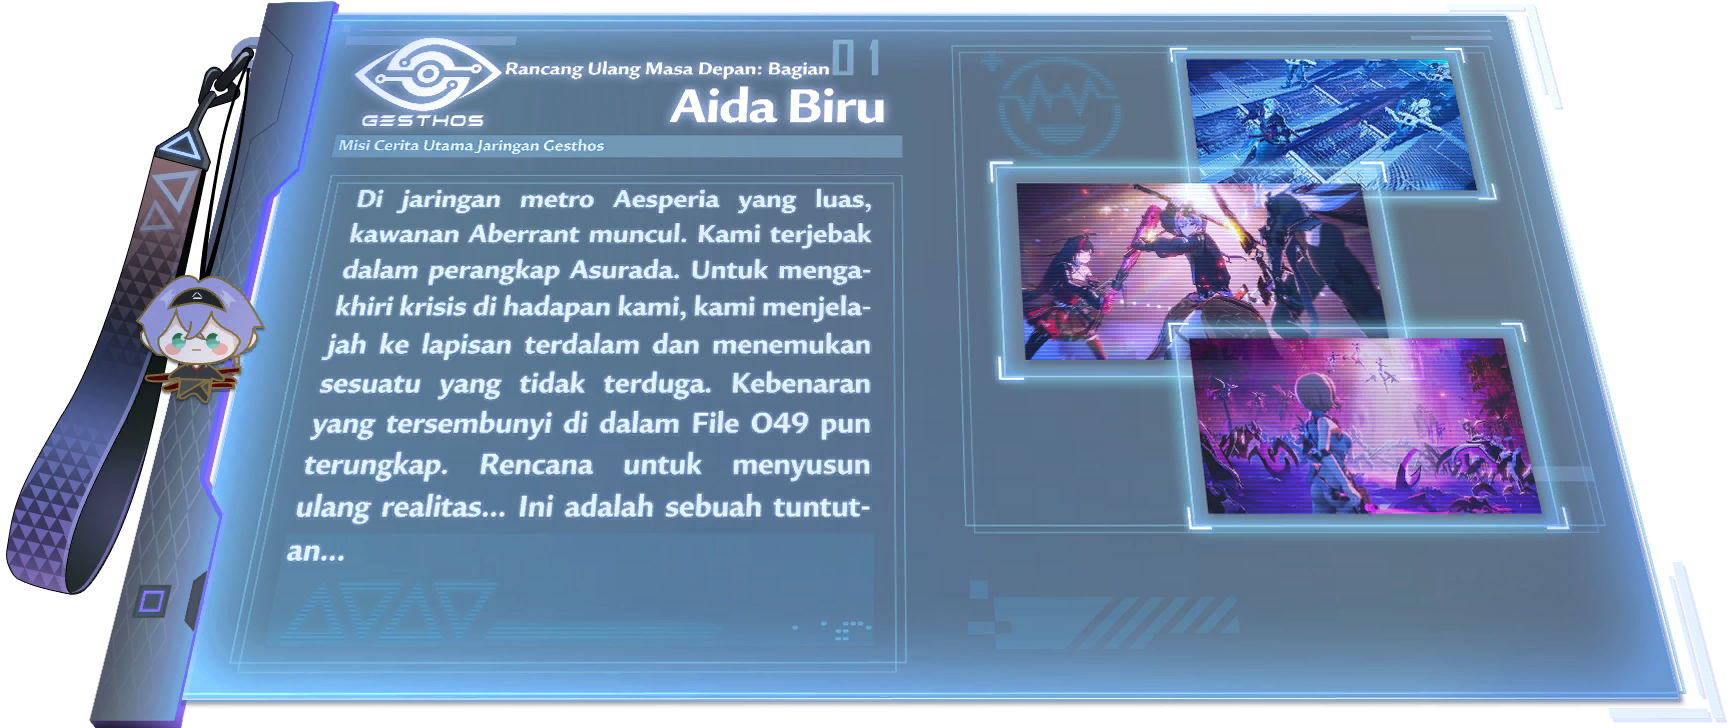 Rancang Ulang Masa Depan: Bagian 01
Aida Biru
GESTHOS
Misi Cerita Utama Jaringan Gesthos
Di jaringan metro Aesperia yang luas,
kawanan Aberrant muncul. Kami terjebak
dalam perangkap Asurada. Untuk menga-
khiri krisis di hadapan kami, kami menjela-
jah ke lapisan terdalam dan menemukan
sesuatu yang tidak terduga. Kebenaran
yang tersembunyi di dalam File O49 pun
terungkap. Rencana untuk menyusun
ulang realitas... Ini adalah sebuah tuntut-
an...